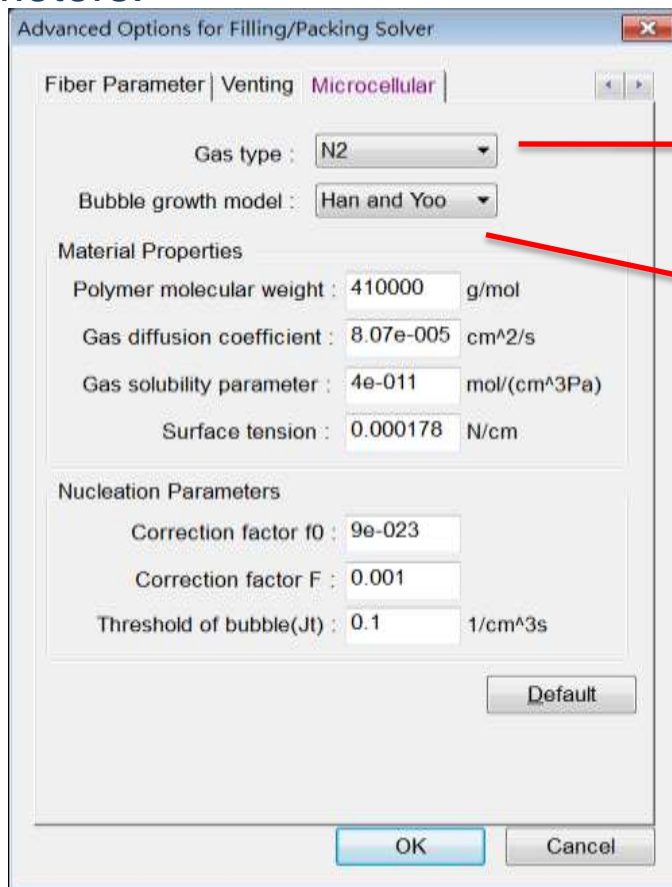 Advanced Options for Filling/Packing Solver
Fiber Parameter Venting Microcellular
Gas type : N2
Bubble growth model : Han and Yoo
Material Properties
Polymer molecular weight : 410000 g/mol
Gas diffusion coefficient : 8.07e-005 cm^2/s
Gas solubility parameter : 4e-011 mol/(cm^3Pa)
Surface tension : 0.000178 N/cm
Nucleation Parameters
Correction factor f0 : 9e-023
Correction factor F : 0.001
Threshold of bubble(Jt) : 0.1 1/cm^3s
Default
OK Cancel